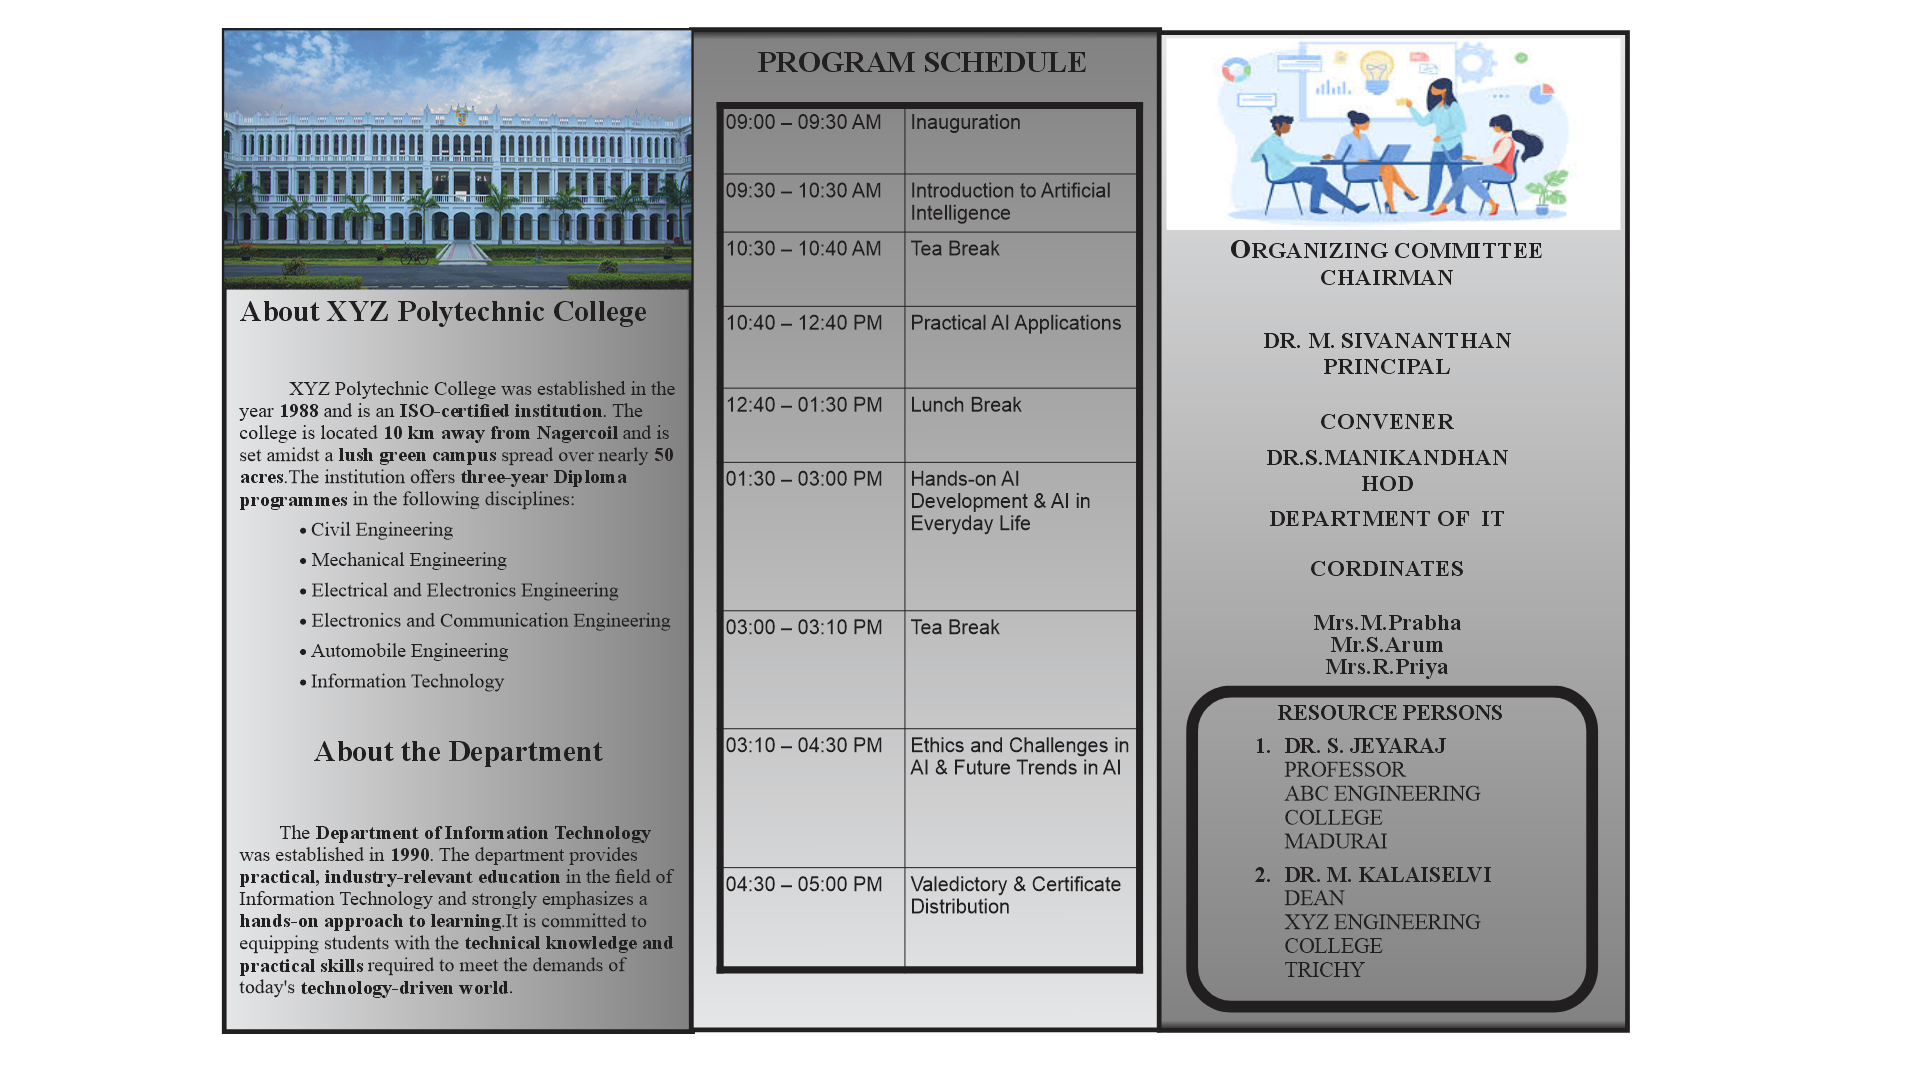 About XYZ Polytechnic College
XYZ Polytechnic College was established in the
year 1988 and is an ISO-certified institution. The
college is located 10 km away from Nagercoil and is
set amidst a lush green campus spread over nearly 50
acres.The institution offers three-year Diploma
programmes in the following disciplines:
• Civil Engineering
• Mechanical Engineering
• Electrical and Electronics Engineering
• Electronics and Communication Engineering
• Automobile Engineering
• Information Technology
About the Department
The Department of Information Technology
was established in 1990. The department provides
practical, industry-relevant education in the field of
Information Technology and strongly emphasizes a
hands-on approach to learning.It is committed to
equipping students with the technical knowledge and
practical skills required to meet the demands of
today's technology-driven world.
PROGRAM SCHEDULE
09:00 – 09:30 AM Inauguration
09:30 – 10:30 AM Introduction to Artificial
Intelligence
10:30 – 10:40 AM Tea Break
10:40 – 12:40 PM Practical AI Applications
12:40 – 01:30 PM Lunch Break
01:30 – 03:00 PM Hands-on AI
Development & AI in
Everyday Life
03:00 – 03:10 PM Tea Break
03:10 – 04:30 PM Ethics and Challenges in
AI & Future Trends in AI
04:30 – 05:00 PM Valedictory & Certificate
Distribution
ORGANIZING COMMITTEE
CHAIRMAN
DR. M. SIVANANTHAN
PRINCIPAL
CONVENER
DR.S.MANIKANDHAN
HOD
DEPARTMENT OF IT
CORDINATES
Mrs.M.Prabha
Mr.S.Arum
Mrs.R.Priya
RESOURCE PERSONS
1. DR. S. JEYARAJ
PROFESSOR
ABC ENGINEERING
COLLEGE
MADURAI
2. DR. M. KALAISELVI
DEAN
XYZ ENGINEERING
COLLEGE
TRICHY